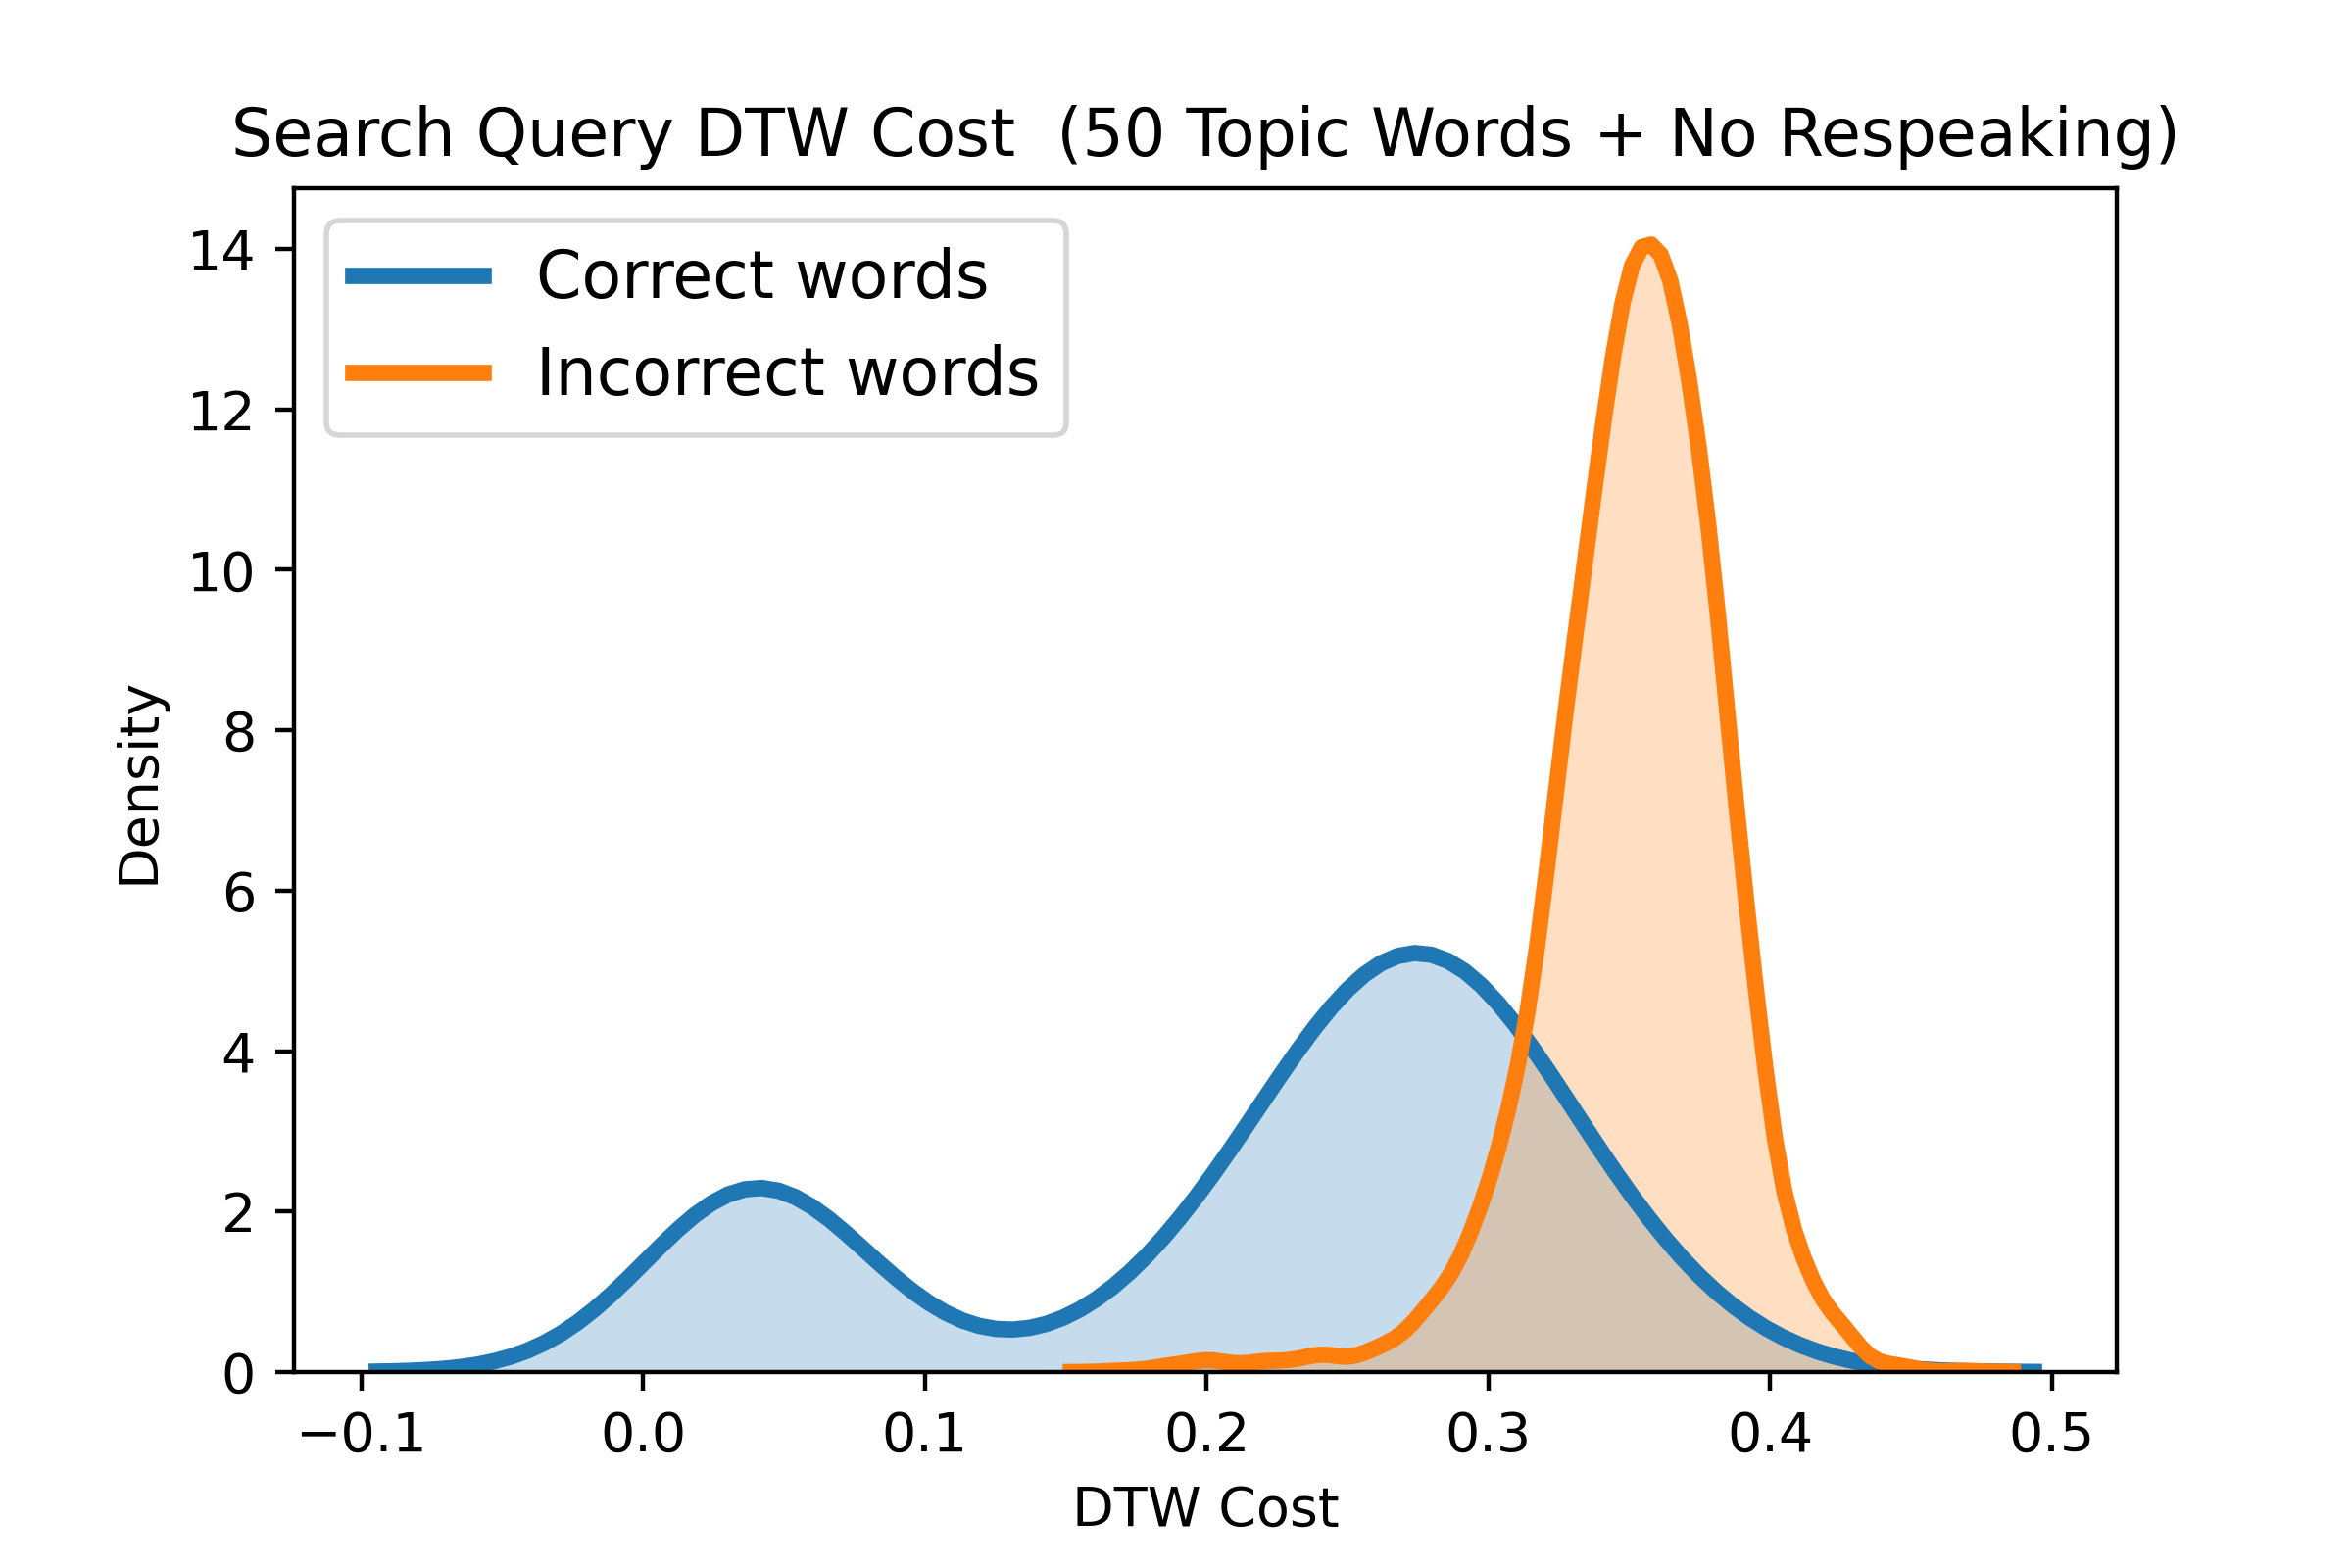 Search Query DTW Cost  (50 Topic Words + No Respeaking)
Correct words
Incorrect words
14
12
10
8
6
4
2
0
Density
−0.1 0.0 0.1 0.2 0.3 0.4 0.5
DTW Cost